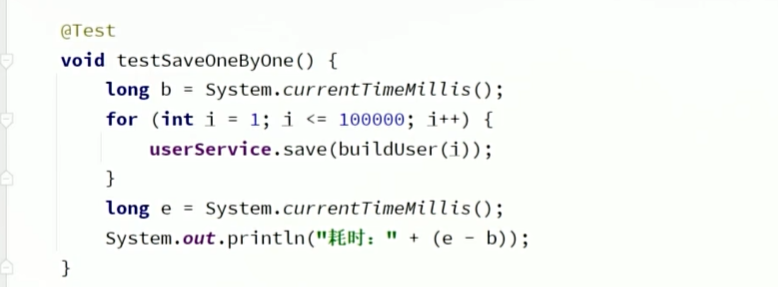 @Test
void testSaveOneByOne() {
long b = System.currentTimeMillis();
for (int i = 1; i <= 100000; i++) {
userService.save(buildUser(i));
}
long e = System.currentTimeMillis();
System.out.println("耗时：" + (e - b));
}